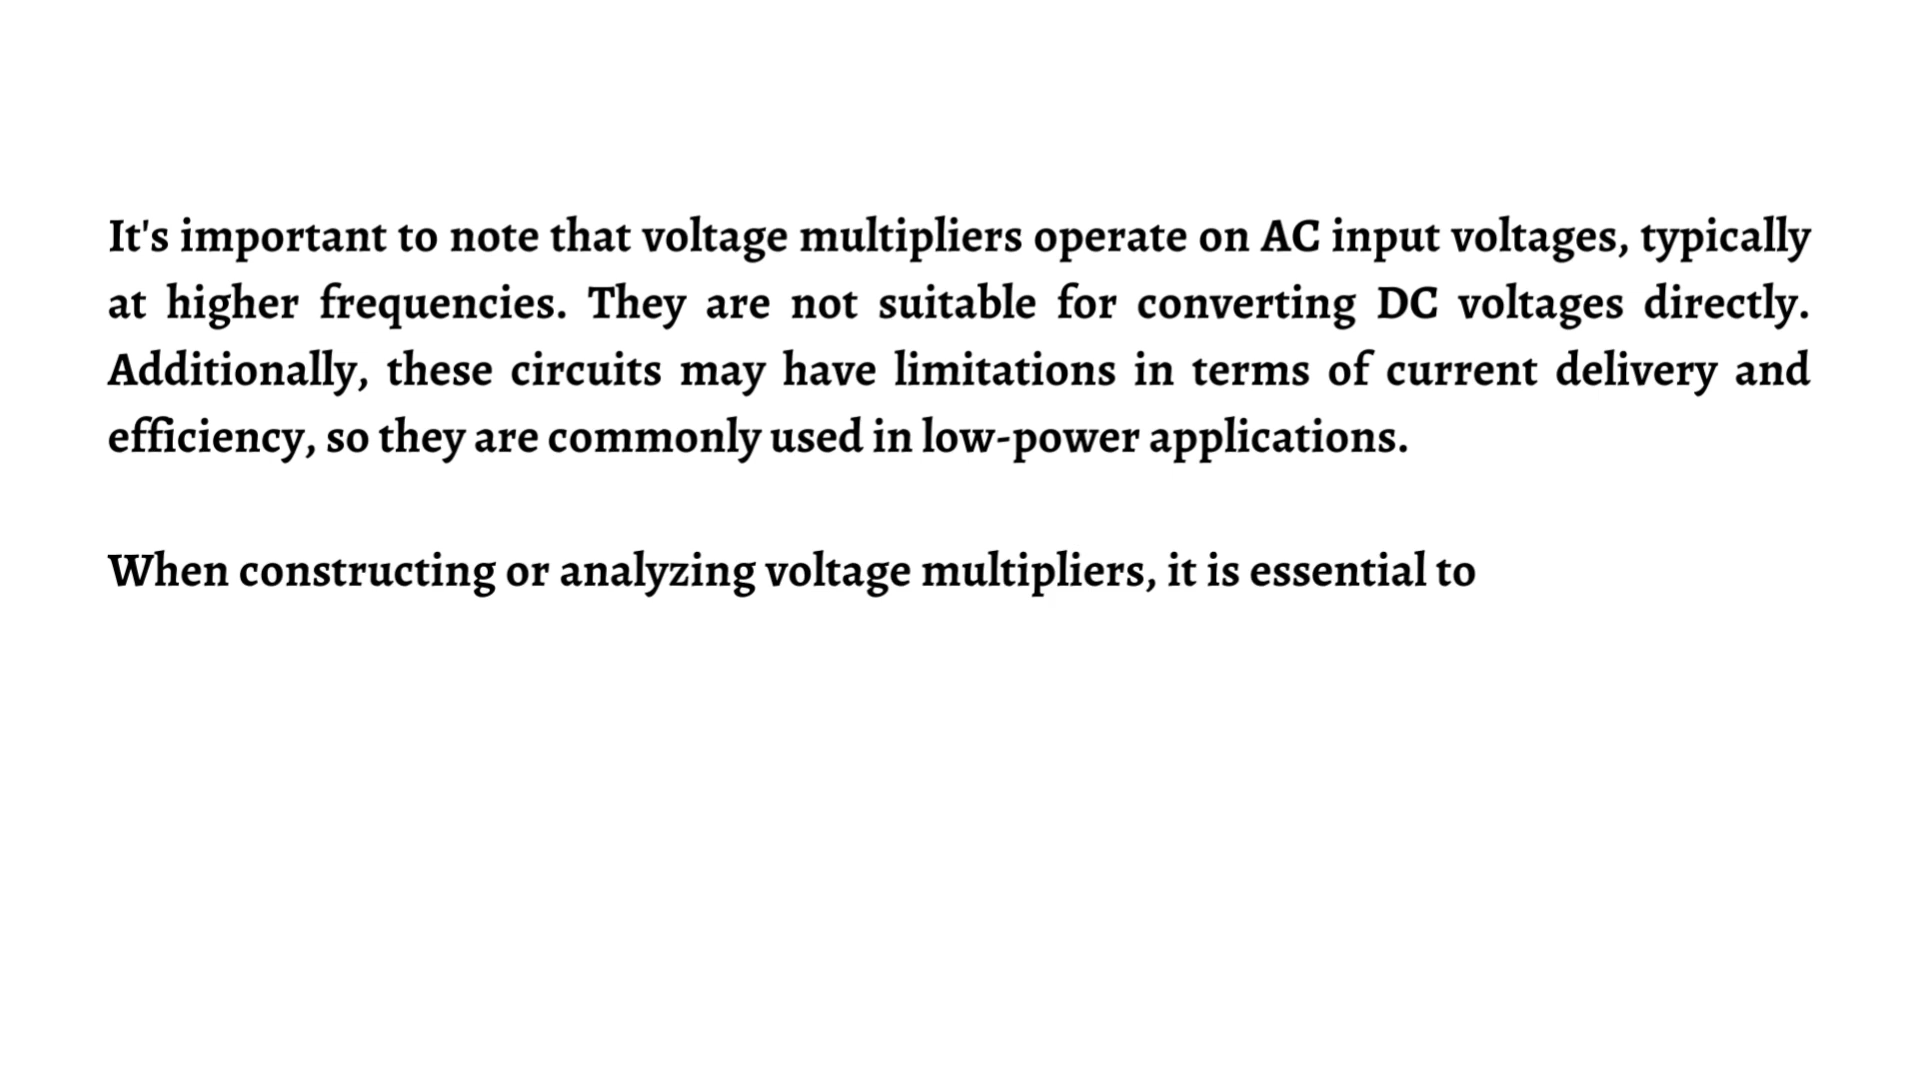 It's important to note that voltage multipliers operate on AC input voltages, typically
at higher frequencies. They are not suitable for converting DC voltages directly.
Additionally, these circuits may have limitations in terms of current delivery and
efficiency, so they are commonly used in low-power applications.
When constructing or analyzing voltage multipliers, it is essential to